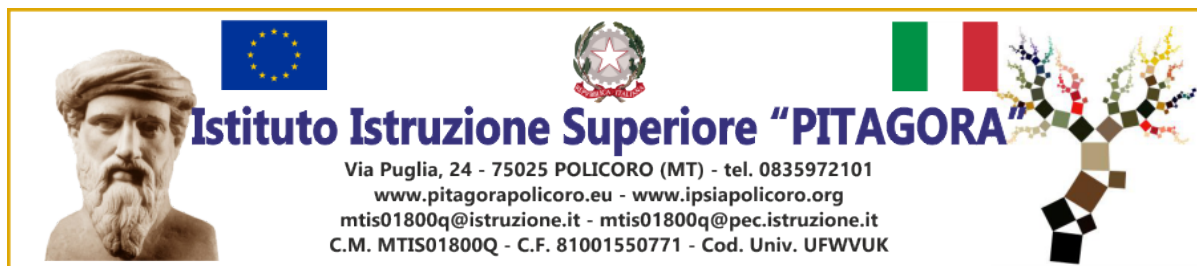 Istituto Istruzione Superiore “PITAGORA”
Via Puglia, 24 - 75025 POLICORO (MT) - tel. 0835972101
www.pitagorapolicoro.eu - www.ipsiapolicoro.org
mtis01800q@istruzione.it - mtis01800q@pec.istruzione.it
C.M. MTIS01800Q - C.F. 81001550771 - Cod. Univ. UFWVUK